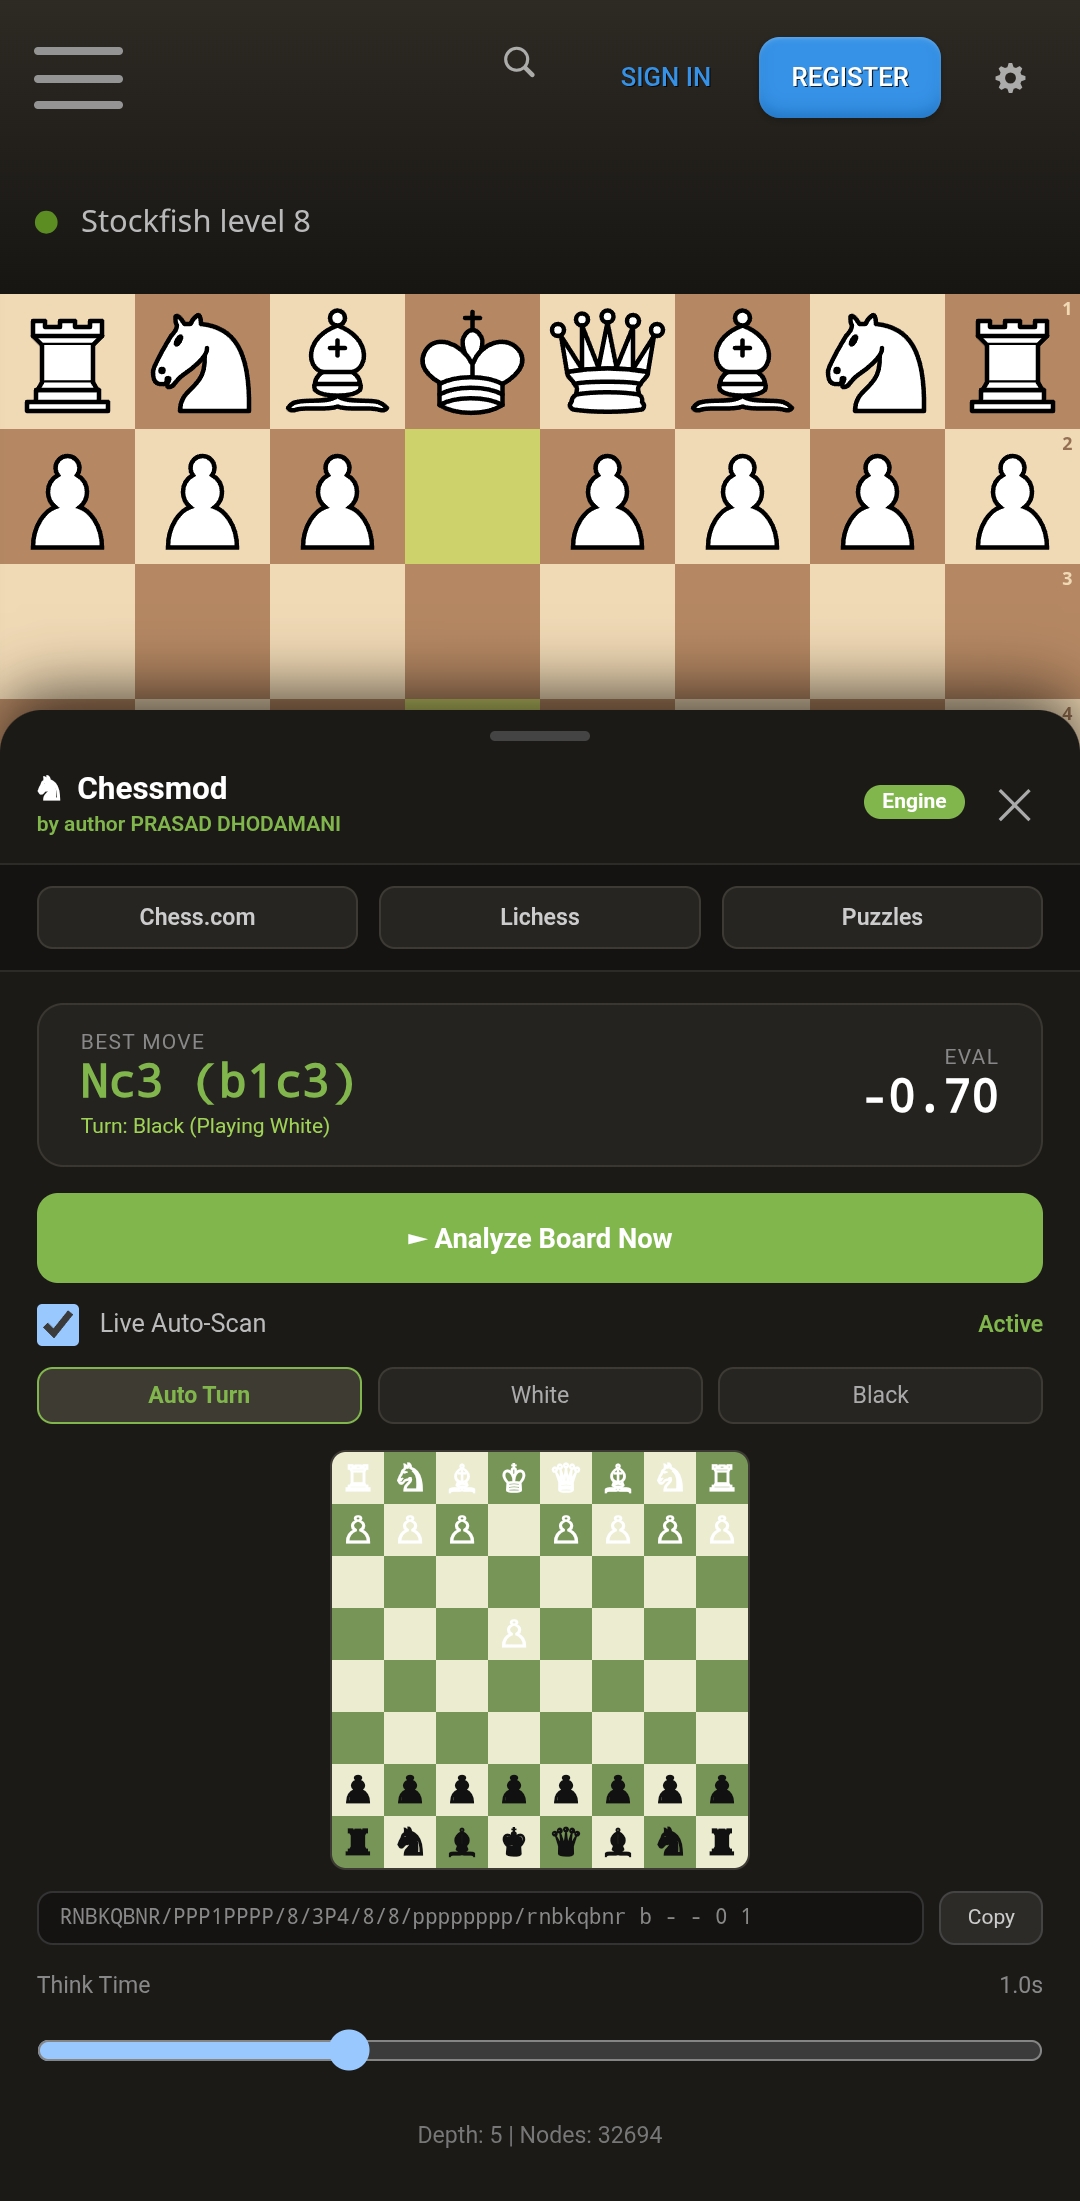 SIGN IN
REGISTER
Stockfish level 8
1
2
3
4
Chessmod
by author PRASAD DHODAMANI
Engine
Chess.com
Lichess
Puzzles
BEST MOVE
Nc3 (b1c3)
Turn: Black (Playing White)
EVAL
-0.70
► Analyze Board Now
Live Auto-Scan
Active
Auto Turn
White
Black
RNBKQBNR/PPP1PPPP/8/3P4/8/8/pppppppp/rnbkqbnr b - - 0 1
Copy
Think Time
1.0s
Depth: 5 | Nodes: 32694